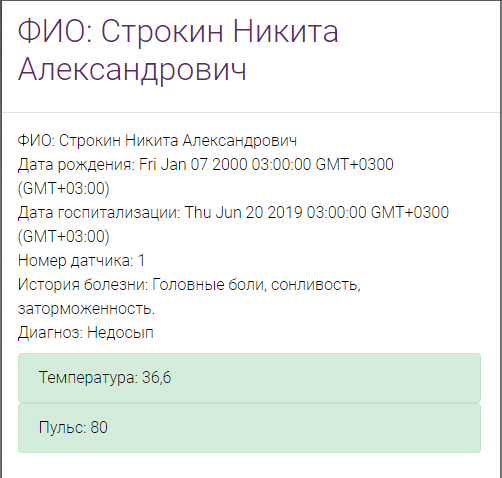 ФИО: Строкин Никита
Александрович
ФИО: Строкин Никита Александрович
Дата рождения: Fri Jan 07 2000 03:00:00 GMT+0300
(GMT+03:00)
Дата госпитализации: Thu Jun 20 2019 03:00:00 GMT+0300
(GMT+03:00)
Номер датчика: 1
История болезни: Головные боли, сонливость,
заторможенность.
Диагноз: Недосып
Температура: 36,6
Пульс: 80